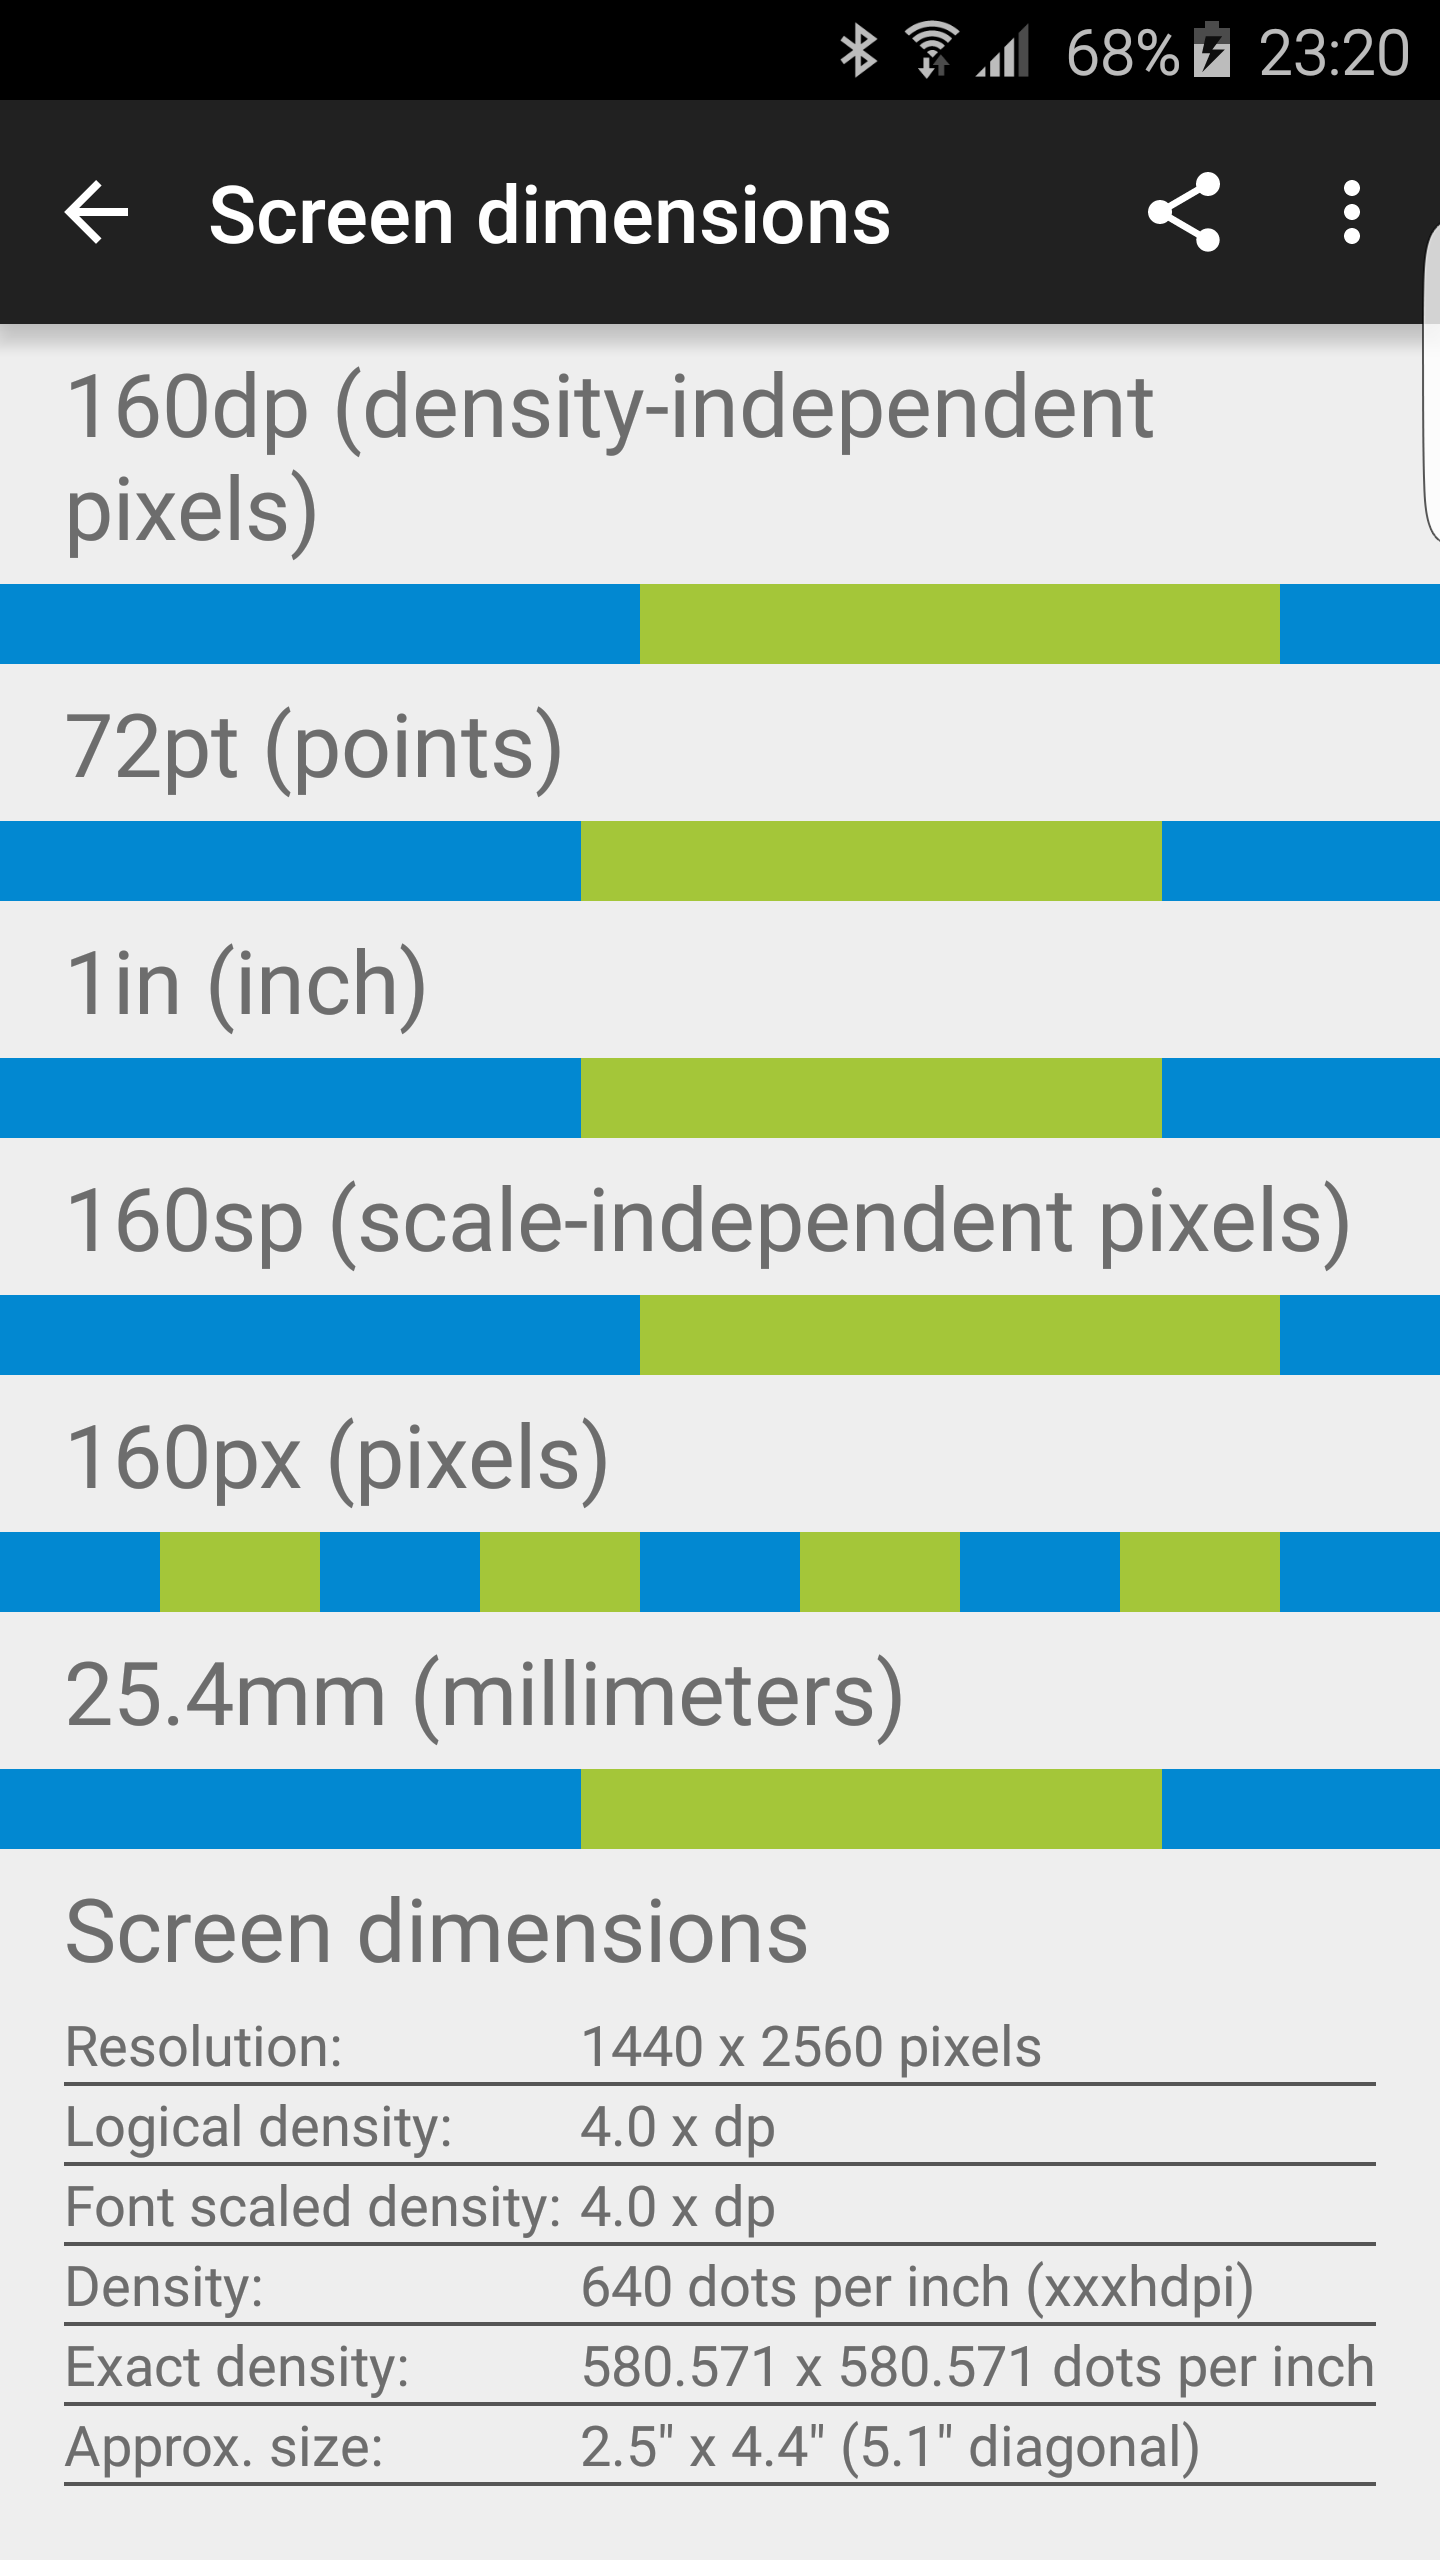 68% 23:20
Screen dimensions
160dp (density-independent
pixels)
72pt (points)
1in (inch)
160sp (scale-independent pixels)
160px (pixels)
25.4mm (millimeters)
Screen dimensions
Resolution: 1440 x 2560 pixels
Logical density: 4.0 x dp
Font scaled density: 4.0 x dp
Density: 640 dots per inch (xxxhdpi)
Exact density: 580.571 x 580.571 dots per inch
Approx. size: 2.5" x 4.4" (5.1" diagonal)